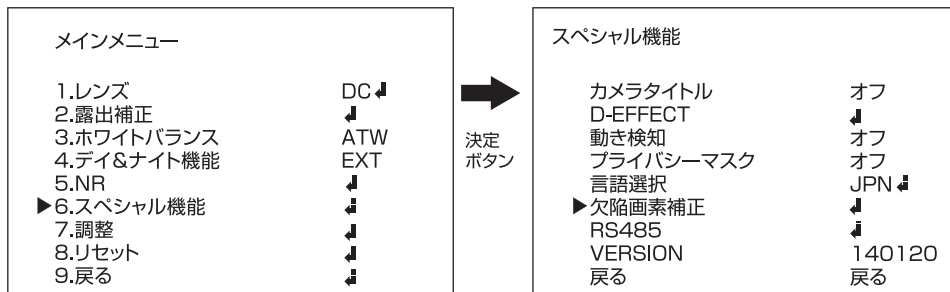 メインメニュー
1.レンズ DC↲
2.露出補正 ↲
3.ホワイトバランス ATW
4.デイ&ナイト機能 EXT
5.NR ↲
▶6.スペシャル機能 ↲
7.調整 ↲
8.リセット ↲
9.戻る ↲
決定
ボタン
スペシャル機能
カメラタイトル オフ
D-EFFECT ↲
動き検知 オフ
プライバシーマスク オフ
言語選択 JPN↲
▶欠陥画素補正 ↲
RS485 ↲
VERSION 140120
戻る 戻る